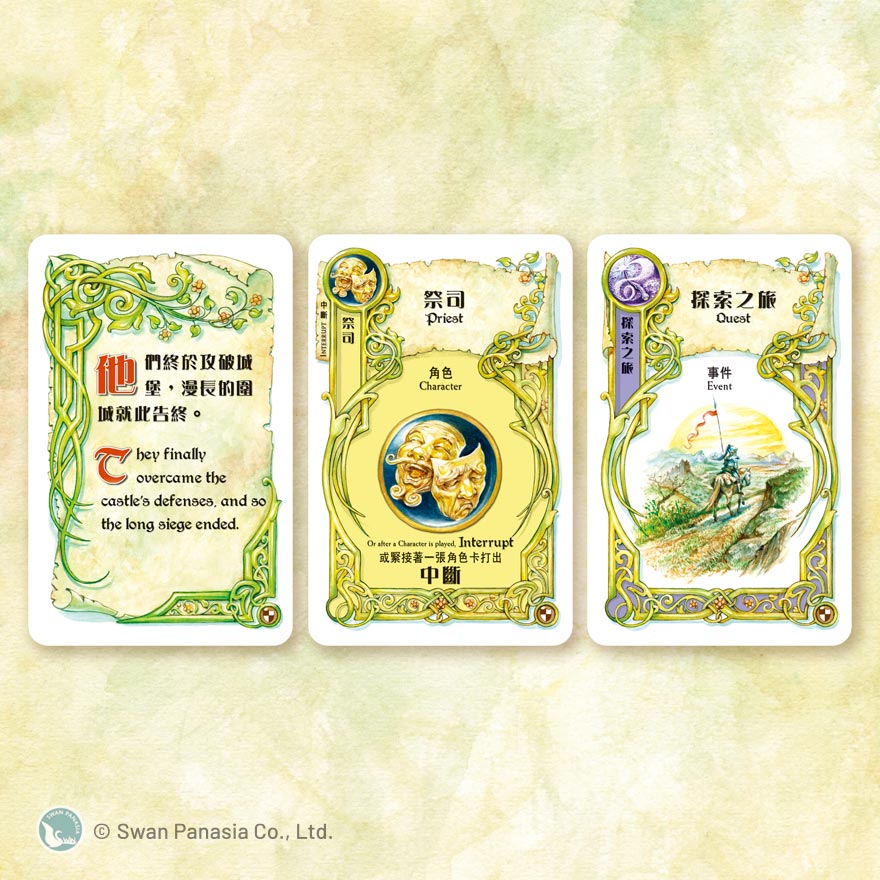 他們終於攻破城
堡，漫長的圍
城就此告終。
They finally
overcame the
castle's defenses, and so
the long siege ended.
中斷
INTERRUPT
祭司
祭司
Priest
角色
Character
Or after a Character is played, Interrupt
或緊接著一張角色卡打出
中斷
探索之旅
探索之旅
Quest
事件
Event
SWAN PANASIA
© Swan Panasia Co., Ltd.